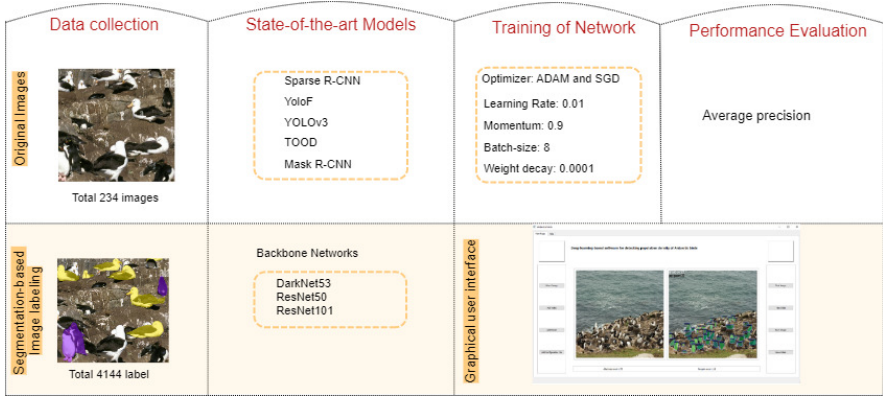 Data collection
State-of-the-art Models
Training of Network
Performance Evaluation
Original Images
Total 234 images
Sparse R-CNN
YoloF
YOLOv3
TOOD
Mask R-CNN
Optimizer: ADAM and SGD
Learning Rate: 0.01
Momentum: 0.9
Batch-size: 8
Weight decay: 0.0001
Average precision
Segmentation-based
Image labeling
Total 4144 label
Backbone Networks
DarkNet53
ResNet50
ResNet101
Graphical user interface